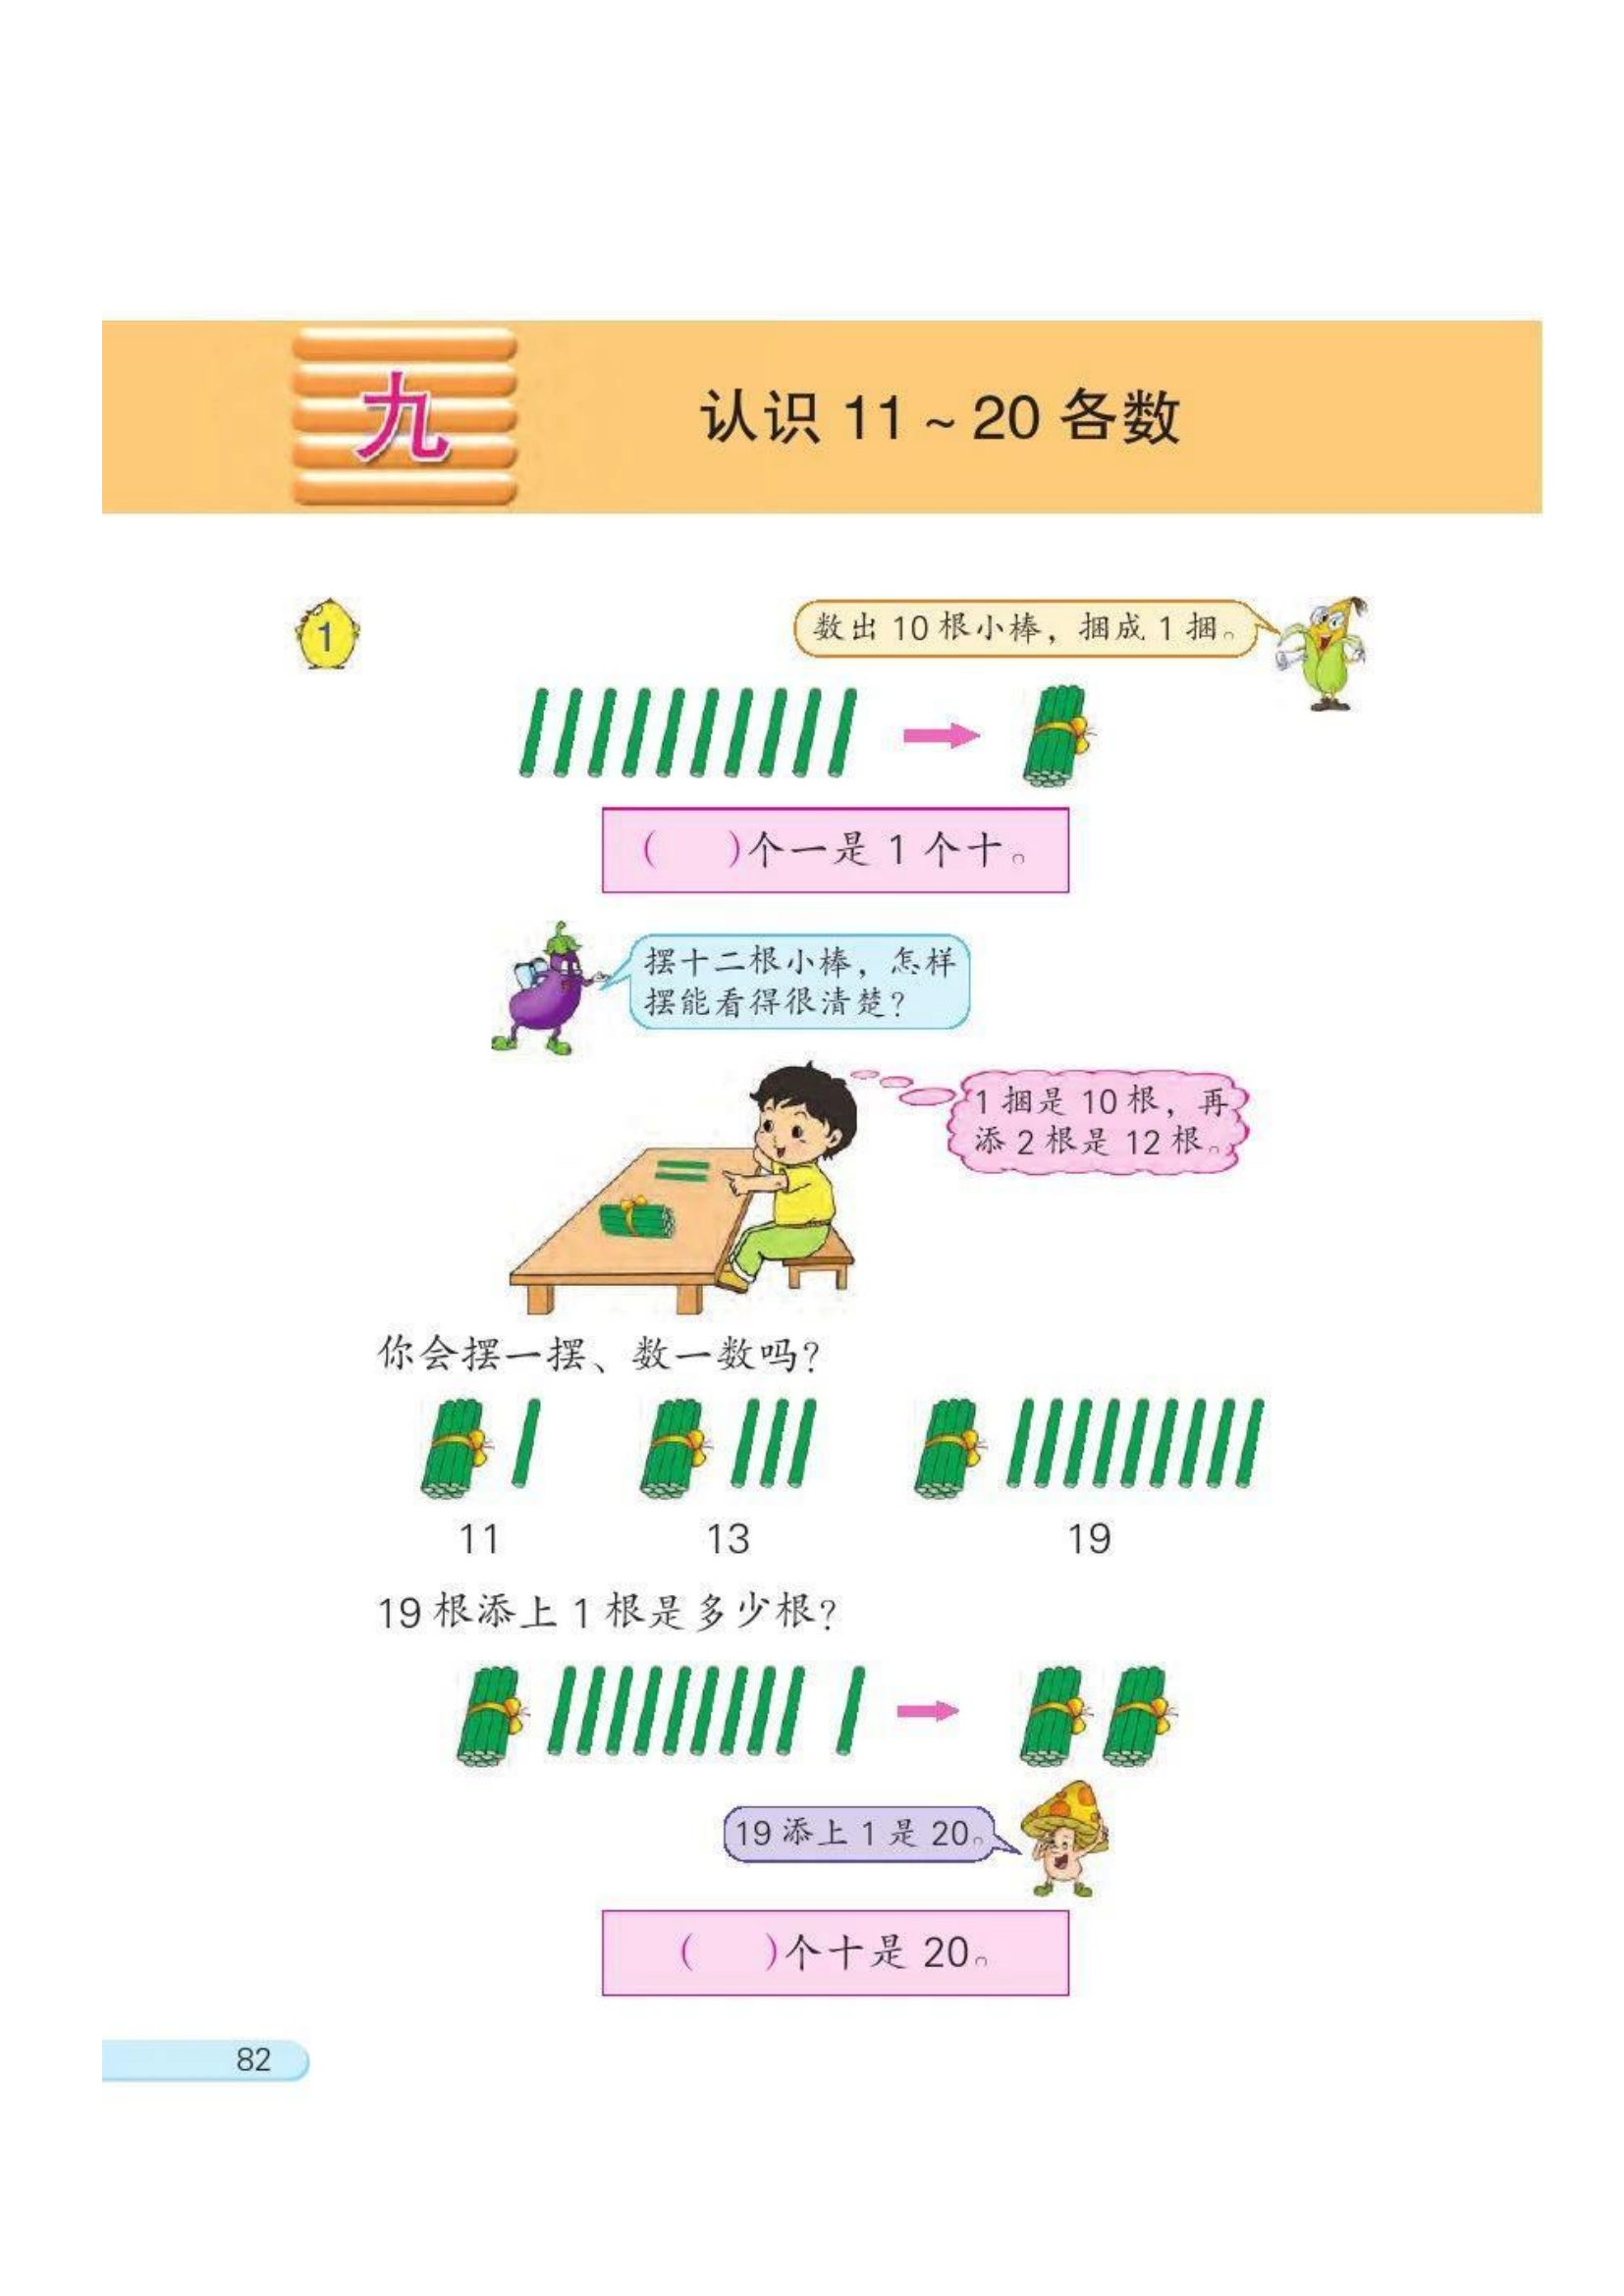 九
认识 11 ~ 20 各数
1
数出 10 根小棒，捆成 1 捆。
(　　)个一是 1 个十。
摆十二根小棒，怎样
摆能看得很清楚？
1 捆是 10 根，再
添 2 根是 12 根。
你会摆一摆、数一数吗？
11　13　19
19 根添上 1 根是多少根？
19 添上 1 是 20。
(　　)个十是 20。
82